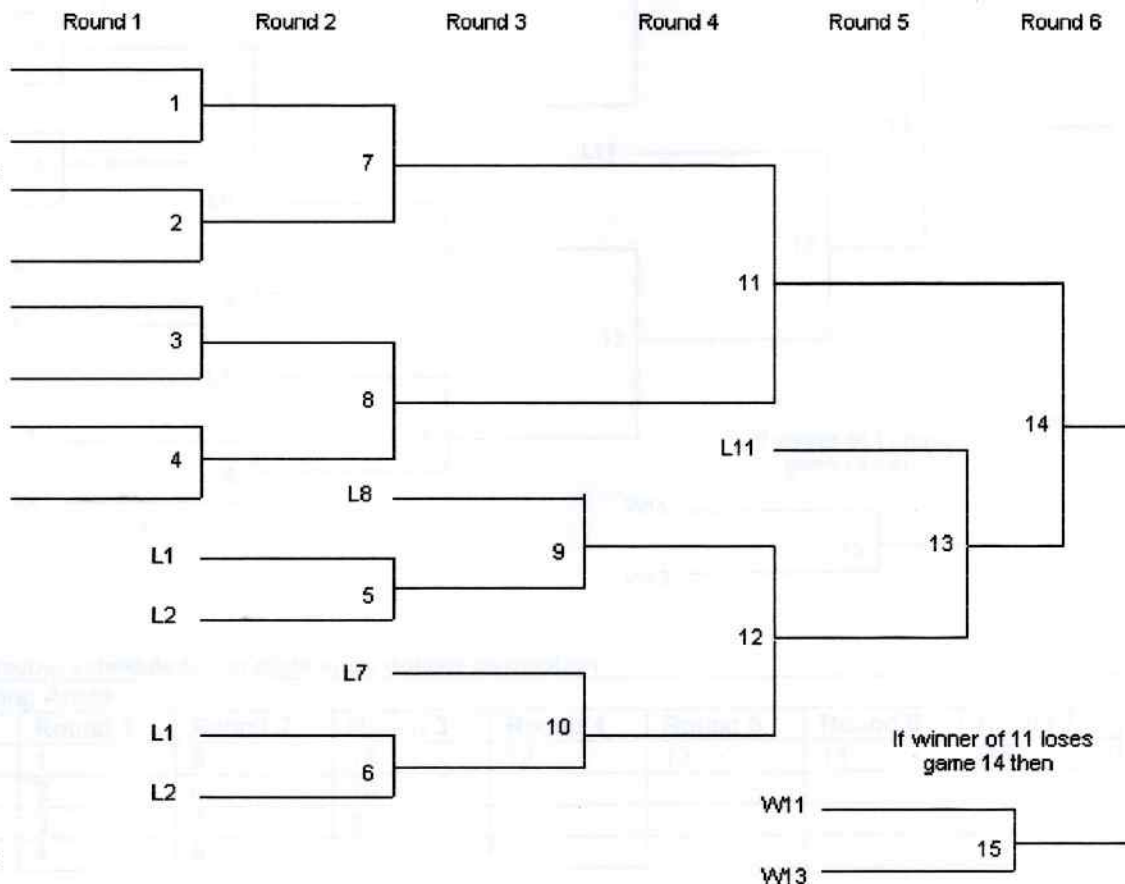 Round 1 Round 2 Round 3 Round 4 Round 5 Round 6
1
7
2
11
3
8
14
4
L11
L8
9
13
L1
5
L2
12
L7
10
L1
If winner of 11 loses
game 14 then
6
L2
W11
15
W13